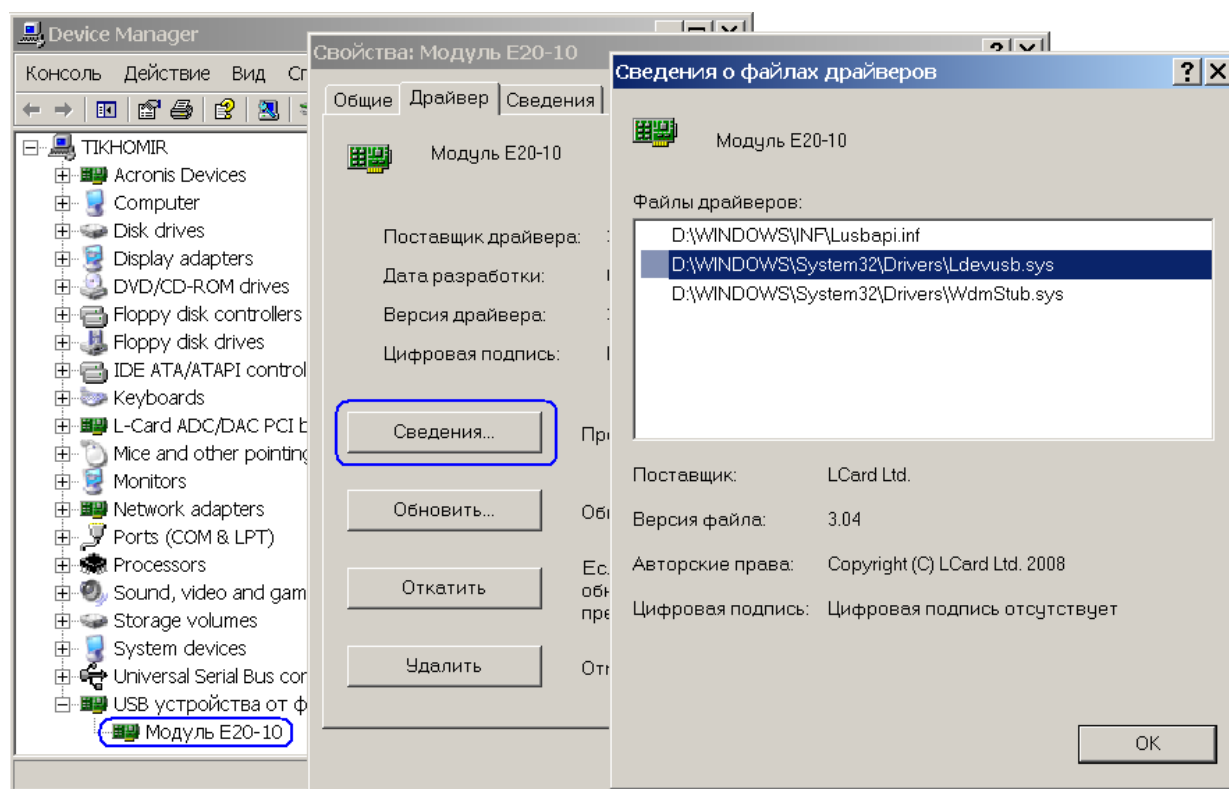 Device Manager
Консоль Действие Вид
TIKHOMIR
Acronis Devices
Computer
Disk drives
Display adapters
DVD/CD-ROM drives
Floppy disk controllers
Floppy disk drives
IDE ATA/ATAPI control
Keyboards
L-Card ADC/DAC PCI
Mice and other pointing
Monitors
Network adapters
Ports (COM & LPT)
Processors
Sound, video and gam
Storage volumes
System devices
Universal Serial Bus con
USB устройства от ф
Модуль E20-10
Свойства: Модуль E20-10
Общие Драйвер Сведения
Модуль E20-10
Поставщик драйвера:
Дата разработки:
Версия драйвера:
Цифровая подпись:
Сведения...
Обновить...
Откатить
Удалить
Сведения о файлах драйверов
Модуль E20-10
Файлы драйверов:
D:\WINDOWS\INF\Lusbapi.inf
D:\WINDOWS\System32\Drivers\Ldevusb.sys
D:\WINDOWS\System32\Drivers\WdmStub.sys
Поставщик: LCard Ltd.
Версия файла: 3.04
Авторские права: Copyright (C) LCard Ltd. 2008
Цифровая подпись: Цифровая подпись отсутствует
OK